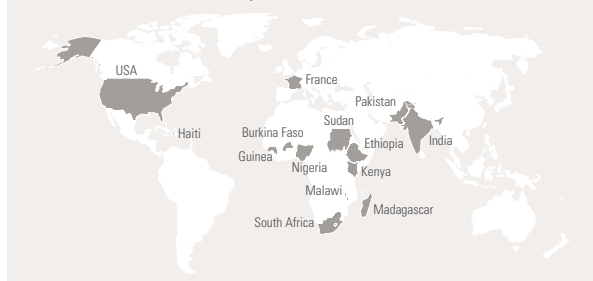 USA
France
Pakistan
Sudan
Haiti
Burkina Faso
Ethiopia
India
Guinea
Nigeria
Kenya
Malawi
Madagascar
South Africa